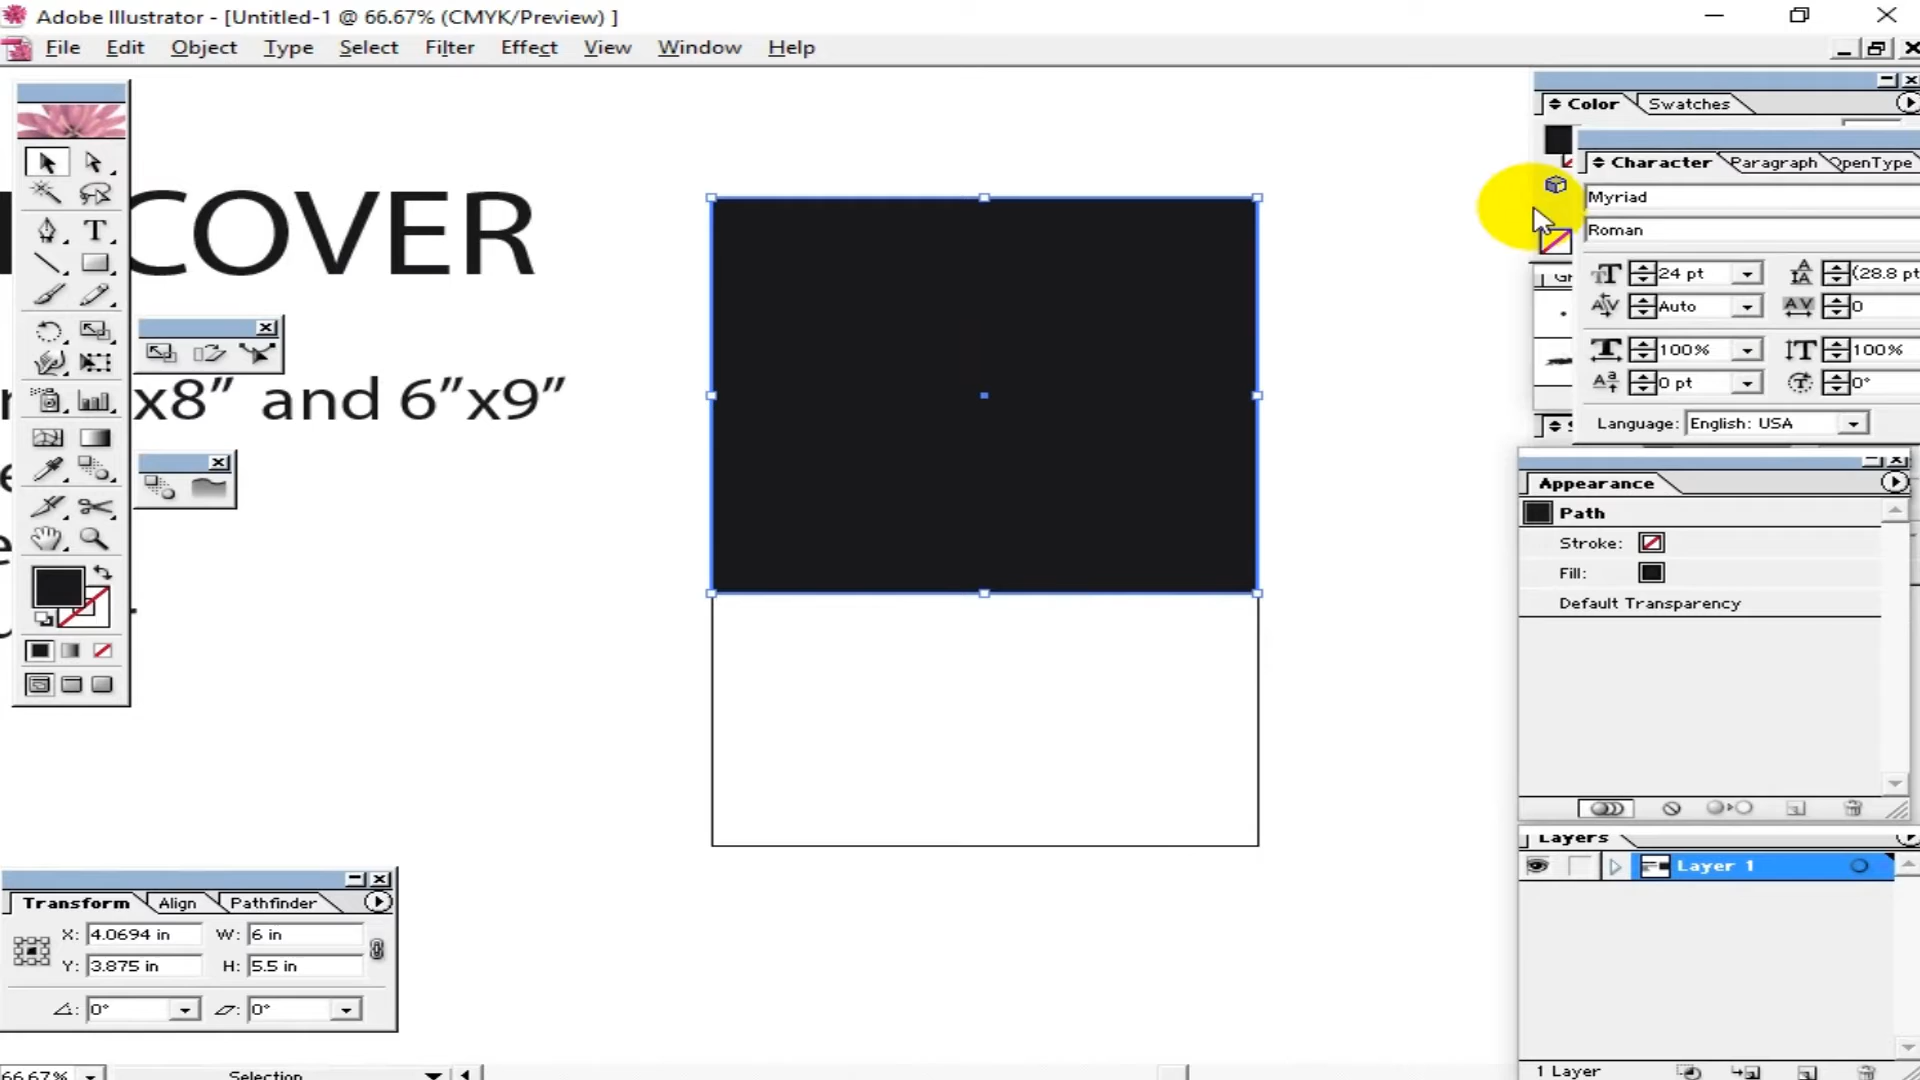 Adobe Illustrator - [Untitled-1 @ 66.67% (CMYK/Preview) ]
File Edit Object Type Select Filter Effect View Window Help
Color Swatches
Character Paragraph OpenType
Myriad
Roman
COVER
24 pt (28.8 pt
Auto 0
100% 100%
0 pt 0°
Language: English: USA
x8” and 6”x9”
Appearance
Path
Stroke:
Fill:
Default Transparency
Layers
Layer 1
Transform Align Pathfinder
X: 4.0694 in W: 6 in
Y: 3.875 in H: 5.5 in
0° 0°
66.67% Selection
1 Layer